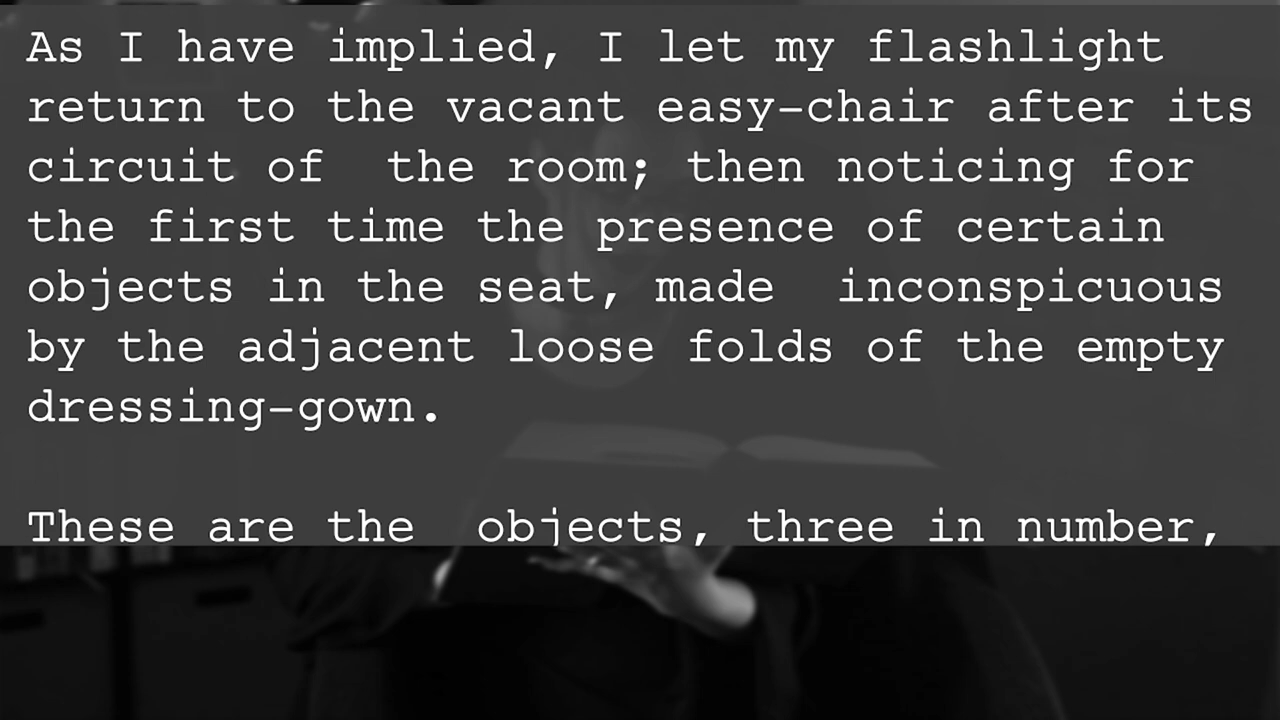 As I have implied, I let my flashlight
return to the vacant easy-chair after its
circuit of  the room; then noticing for
the first time the presence of certain
objects in the seat, made  inconspicuous
by the adjacent loose folds of the empty
dressing-gown.
These are the  objects, three in number,